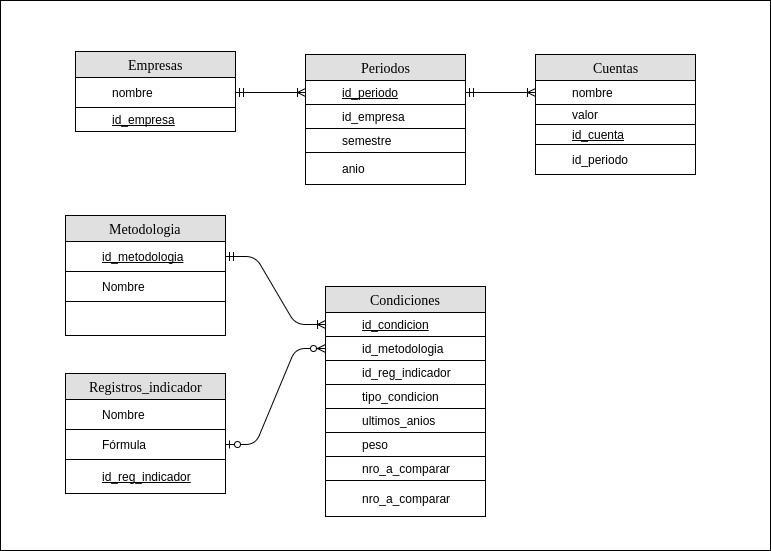 Empresas
nombre
id_empresa
Periodos
id_periodo
id_empresa
semestre
anio
Cuentas
nombre
valor
id_cuenta
id_periodo
Metodologia
id_metodologia
Nombre
Registros_indicador
Nombre
Fórmula
id_reg_indicador
Condiciones
id_condicion
id_metodologia
id_reg_indicador
tipo_condicion
ultimos_anios
peso
nro_a_comparar
nro_a_comparar